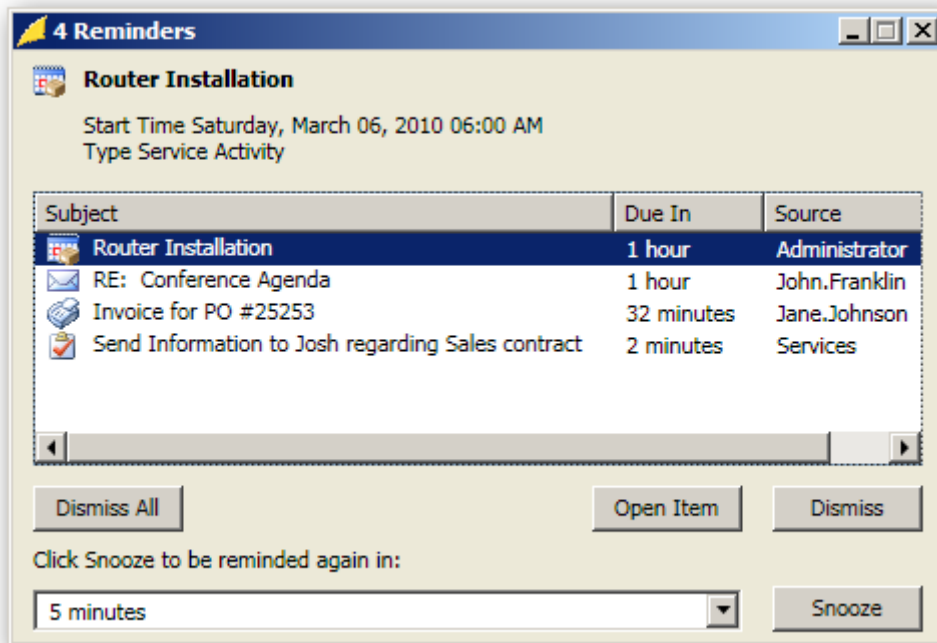 4 Reminders
Router Installation
Start Time Saturday, March 06, 2010 06:00 AM
Type Service Activity
Subject Due In Source
Router Installation 1 hour Administrator
RE: Conference Agenda 1 hour John.Franklin
Invoice for PO #25253 32 minutes Jane.Johnson
Send Information to Josh regarding Sales contract 2 minutes Services
Dismiss All Open Item Dismiss
Click Snooze to be reminded again in:
5 minutes Snooze